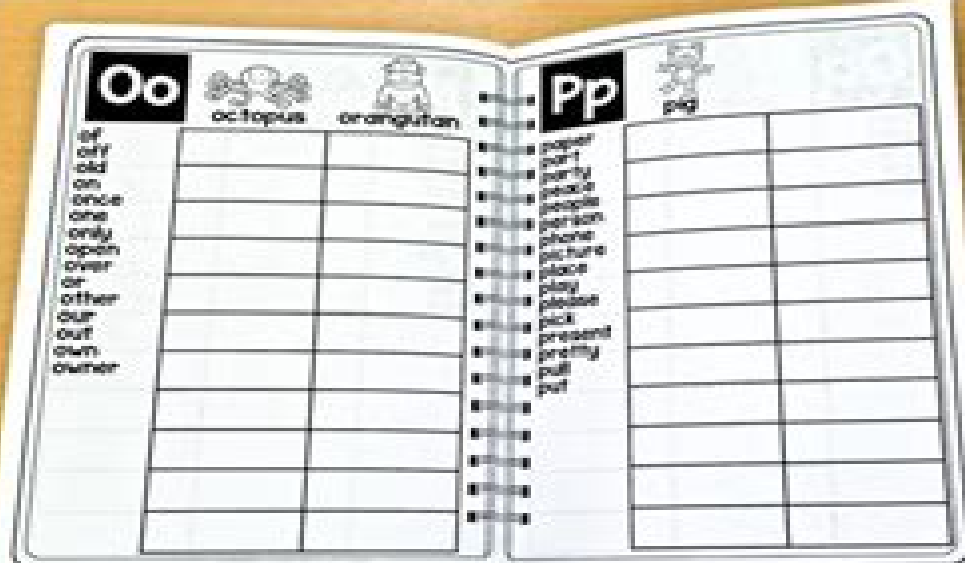 Oo
octopus orangutan
of
off
old
on
once
one
only
open
over
or
other
our
out
own
owner
Pp
pig
paper
part
party
peace
people
person
phone
picture
place
play
please
pick
present
pretty
pull
put